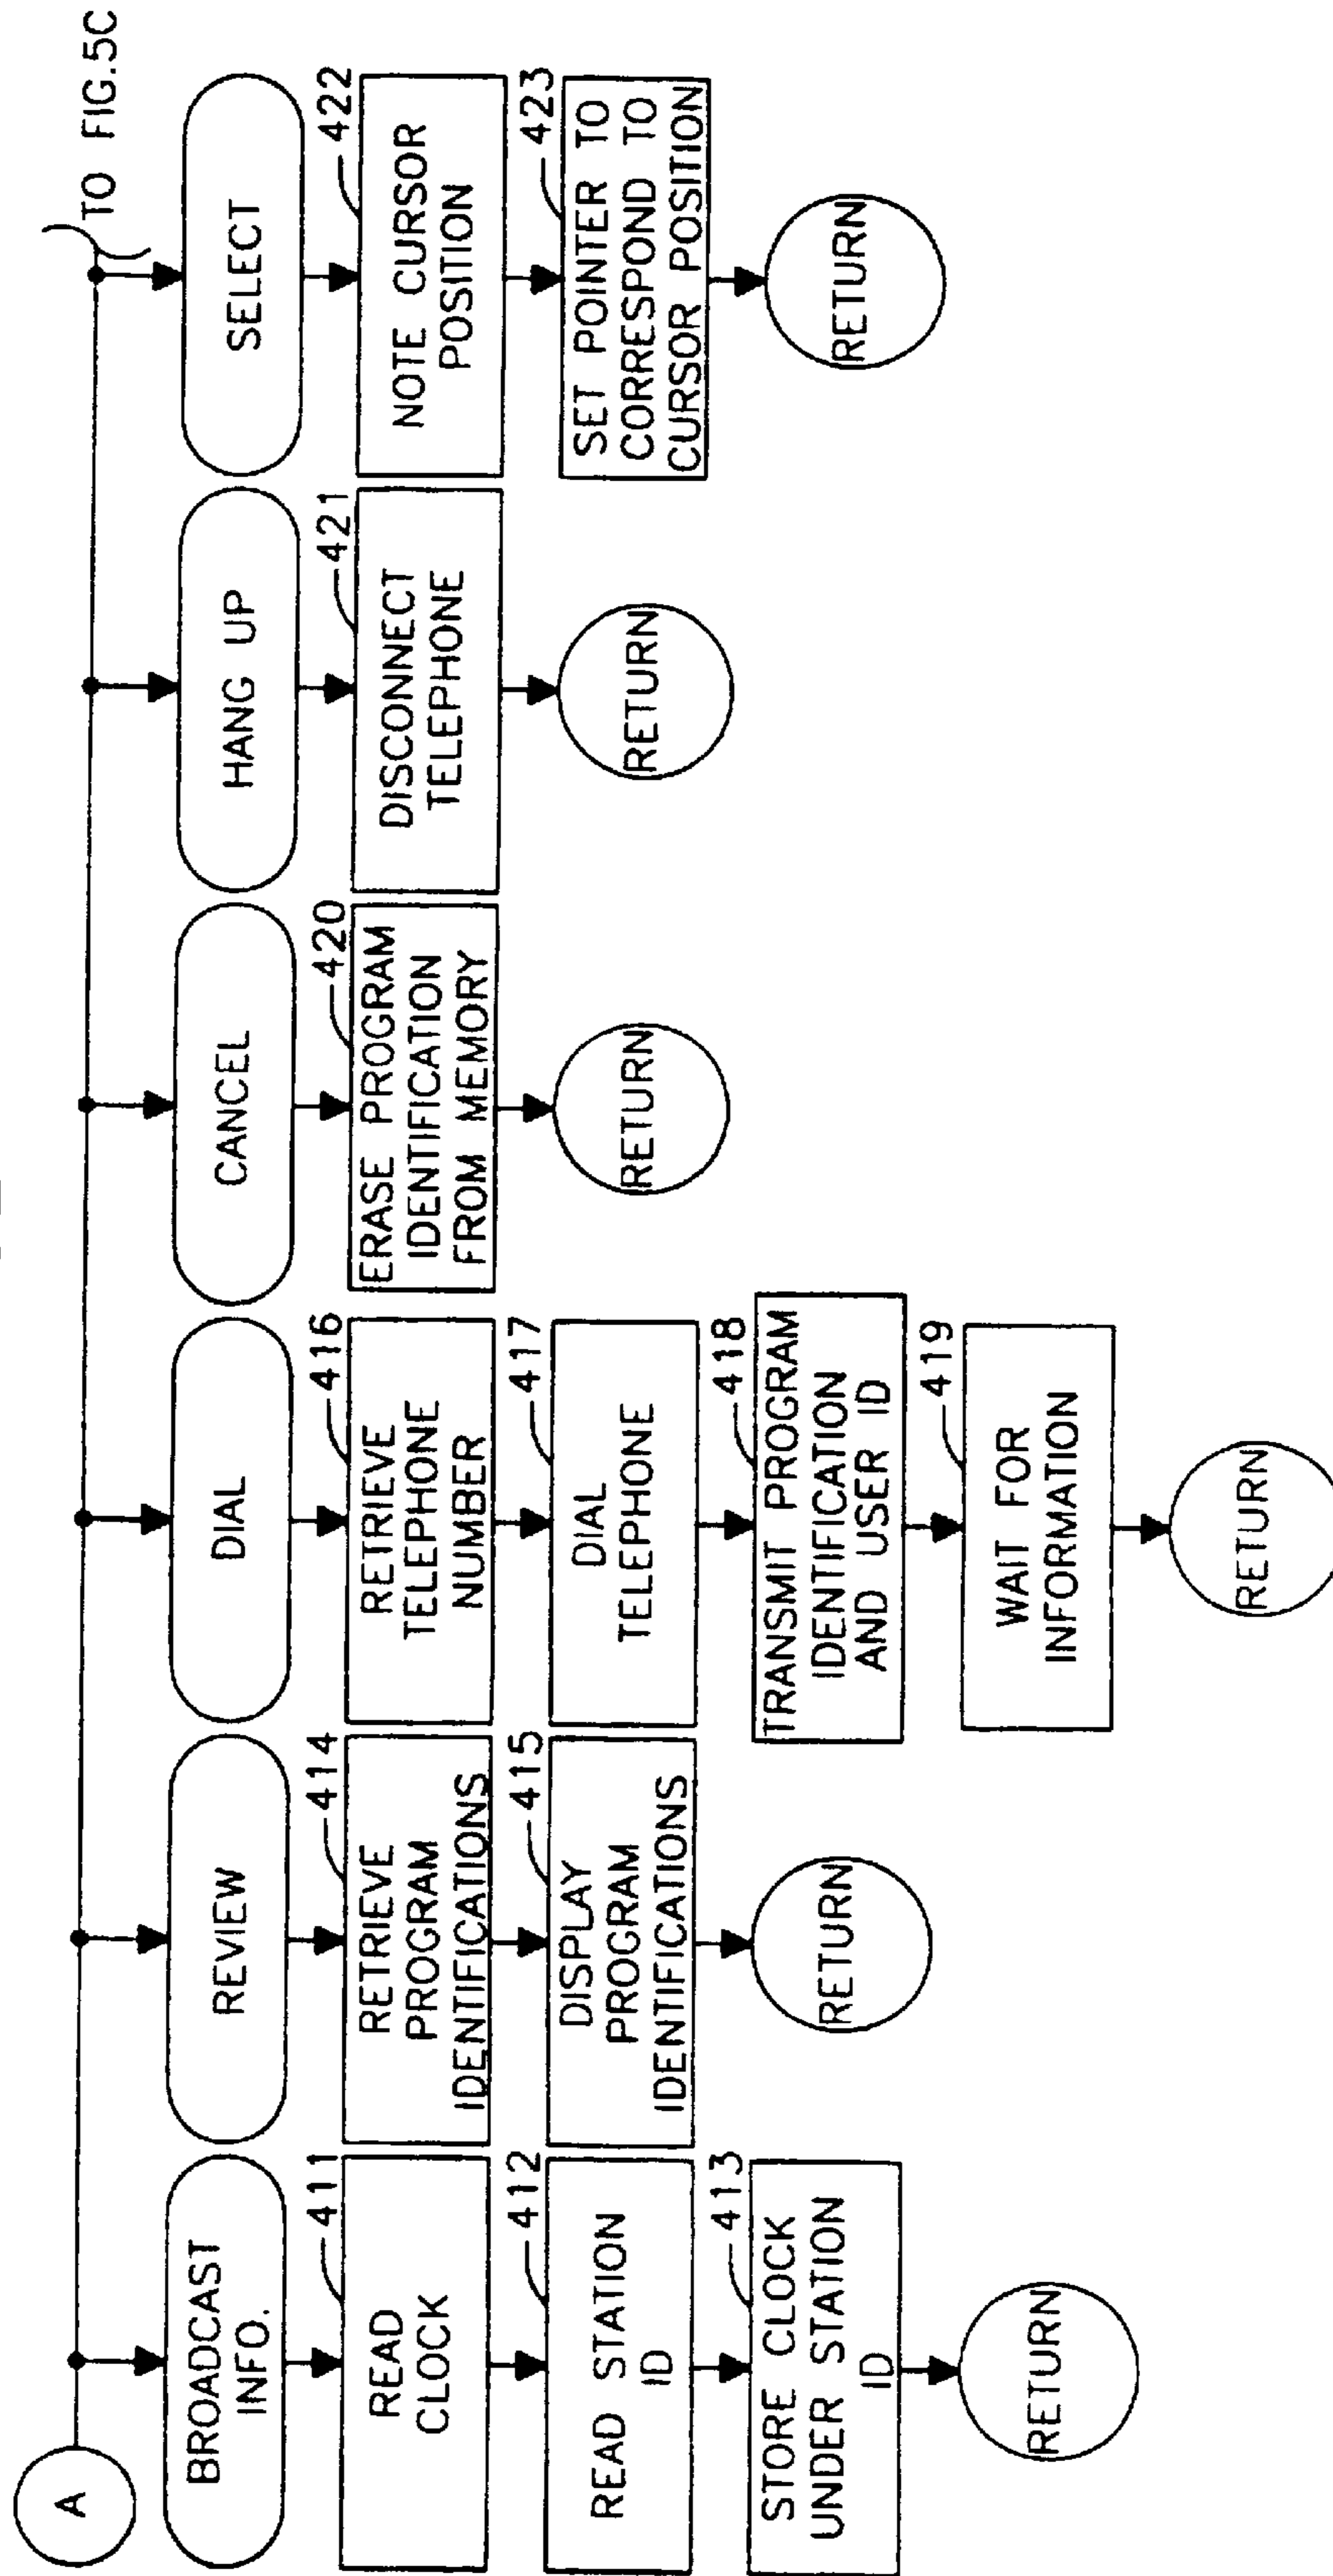 TO FIG.5C
A
BROADCAST
INFO.
411
READ
CLOCK
412
READ STATION
ID
413
STORE CLOCK
UNDER STATION
ID
RETURN
REVIEW
414
RETRIEVE
PROGRAM
IDENTIFICATIONS
415
DISPLAY
PROGRAM
IDENTIFICATIONS
RETURN
DIAL
416
RETRIEVE
TELEPHONE
NUMBER
417
DIAL
TELEPHONE
418
TRANSMIT PROGRAM
IDENTIFICATION
AND USER ID
419
WAIT FOR
INFORMATION
RETURN
CANCEL
420
ERASE PROGRAM
IDENTIFICATION
FROM MEMORY
RETURN
HANG UP
421
DISCONNECT
TELEPHONE
RETURN
SELECT
422
NOTE CURSOR
POSITION
423
SET POINTER TO
CORRESPOND TO
CURSOR POSITION
RETURN